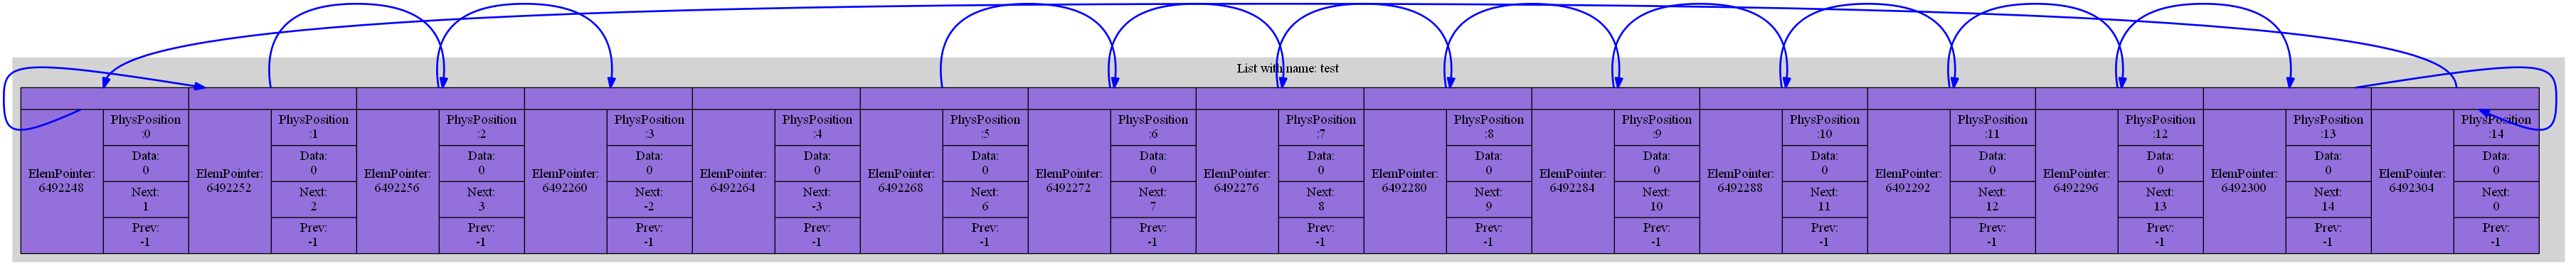 List with name: test
ElemPointer:
6492248
PhysPosition
:0
Data:
0
Next:
1
Prev:
-1
ElemPointer:
6492252
PhysPosition
:1
Data:
0
Next:
2
Prev:
-1
ElemPointer:
6492256
PhysPosition
:2
Data:
0
Next:
3
Prev:
-1
ElemPointer:
6492260
PhysPosition
:3
Data:
0
Next:
-2
Prev:
-1
ElemPointer:
6492264
PhysPosition
:4
Data:
0
Next:
-3
Prev:
-1
ElemPointer:
6492268
PhysPosition
:5
Data:
0
Next:
6
Prev:
-1
ElemPointer:
6492272
PhysPosition
:6
Data:
0
Next:
7
Prev:
-1
ElemPointer:
6492276
PhysPosition
:7
Data:
0
Next:
8
Prev:
-1
ElemPointer:
6492280
PhysPosition
:8
Data:
0
Next:
9
Prev:
-1
ElemPointer:
6492284
PhysPosition
:9
Data:
0
Next:
10
Prev:
-1
ElemPointer:
6492288
PhysPosition
:10
Data:
0
Next:
11
Prev:
-1
ElemPointer:
6492292
PhysPosition
:11
Data:
0
Next:
12
Prev:
-1
ElemPointer:
6492296
PhysPosition
:12
Data:
0
Next:
13
Prev:
-1
ElemPointer:
6492300
PhysPosition
:13
Data:
0
Next:
14
Prev:
-1
ElemPointer:
6492304
PhysPosition
:14
Data:
0
Next:
0
Prev:
-1